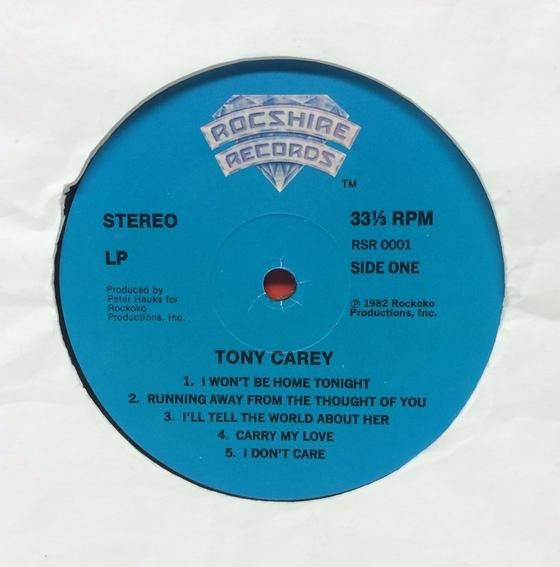 ROCSHIRE
RECORDS
TM
STEREO
33⅓ RPM
RSR 0001
LP
SIDE ONE
Produced by
Peter Hauke for
Rockoko
Productions, Inc.
℗ 1982 Rockoko
Productions, Inc.
TONY CAREY
1. I WON'T BE HOME TONIGHT
2. RUNNING AWAY FROM THE THOUGHT OF YOU
3. I'LL TELL THE WORLD ABOUT HER
4. CARRY MY LOVE
5. I DON'T CARE